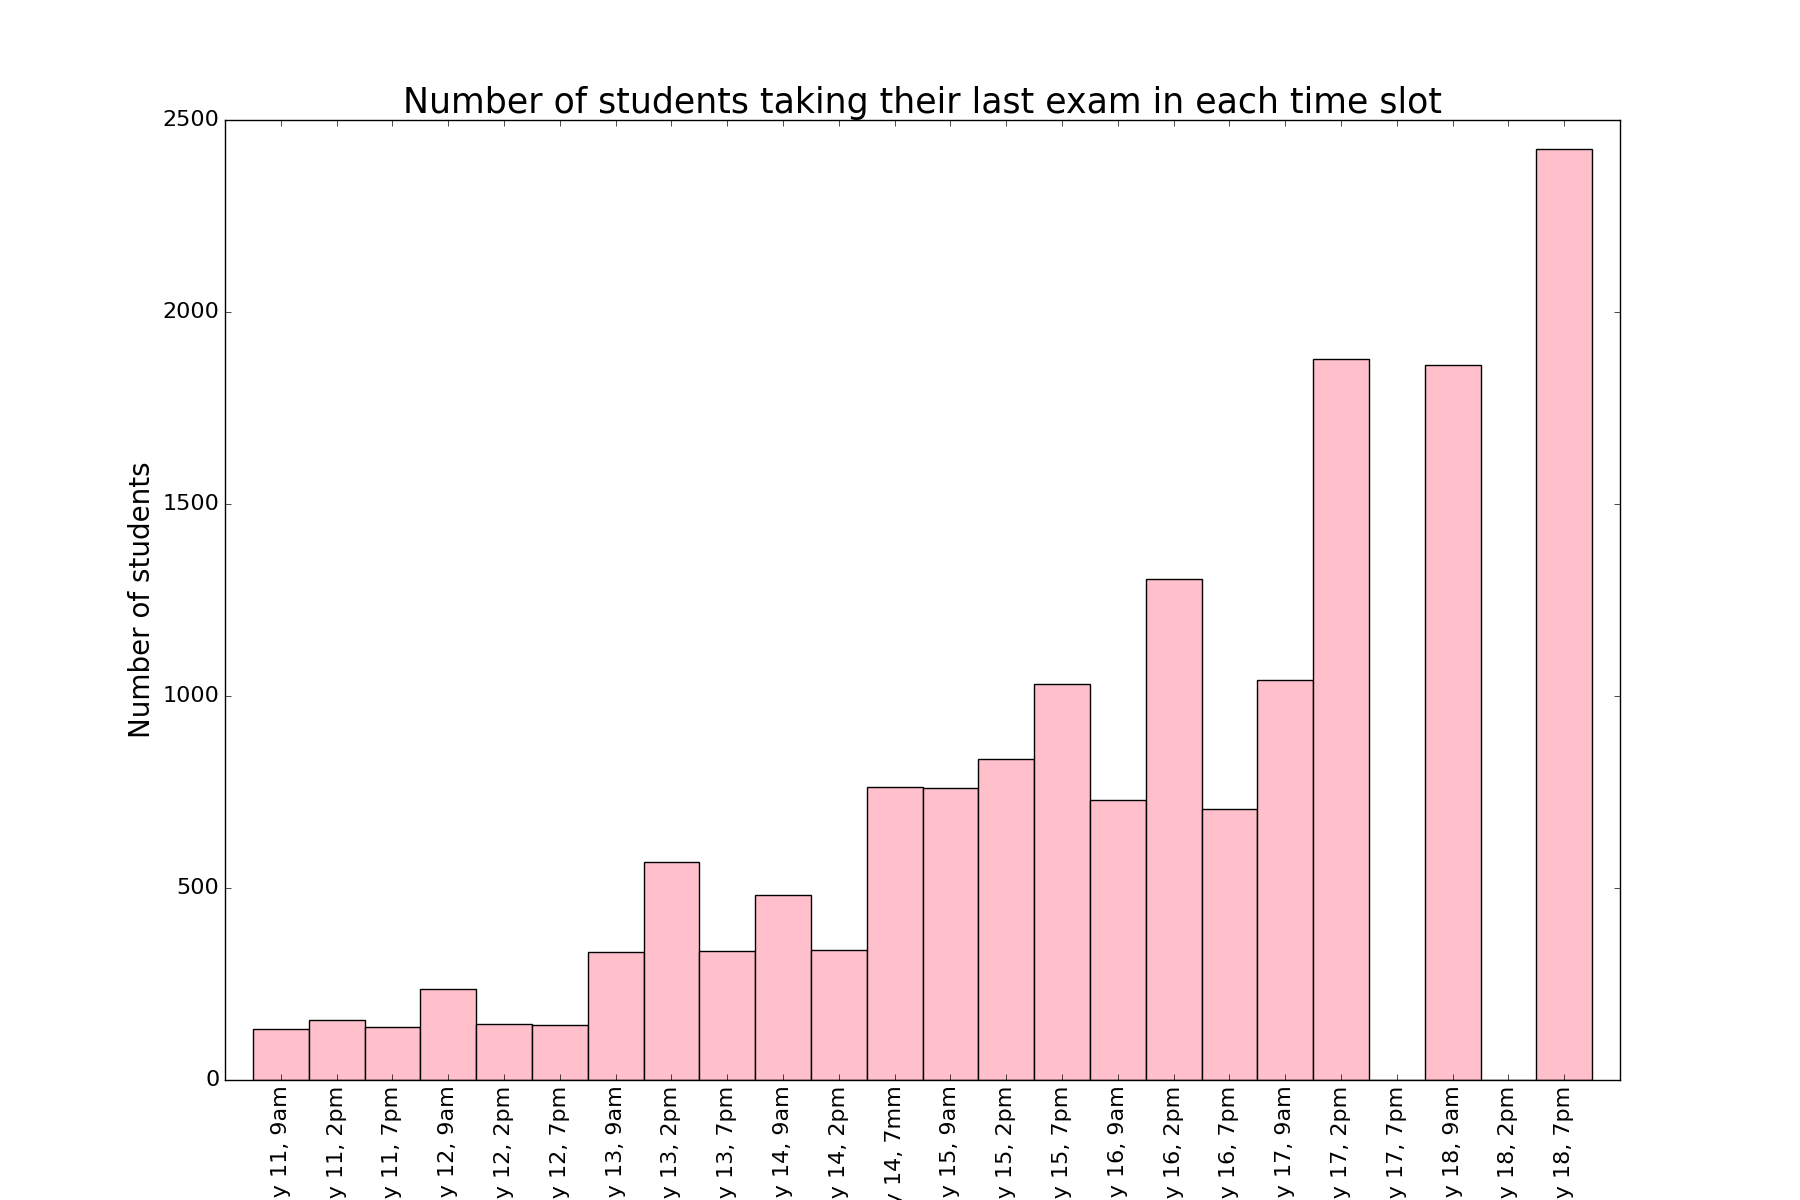 Number of students taking their last exam in each time slot
2500
2000
1500
1000
500
0
Number of students
y 11, 9am
y 11, 2pm
y 11, 7pm
y 12, 9am
y 12, 2pm
y 12, 7pm
y 13, 9am
y 13, 2pm
y 13, 7pm
y 14, 9am
y 14, 2pm
y 14, 7mm
y 15, 9am
y 15, 2pm
y 15, 7pm
y 16, 9am
y 16, 2pm
y 16, 7pm
y 17, 9am
y 17, 2pm
y 17, 7pm
y 18, 9am
y 18, 2pm
y 18, 7pm